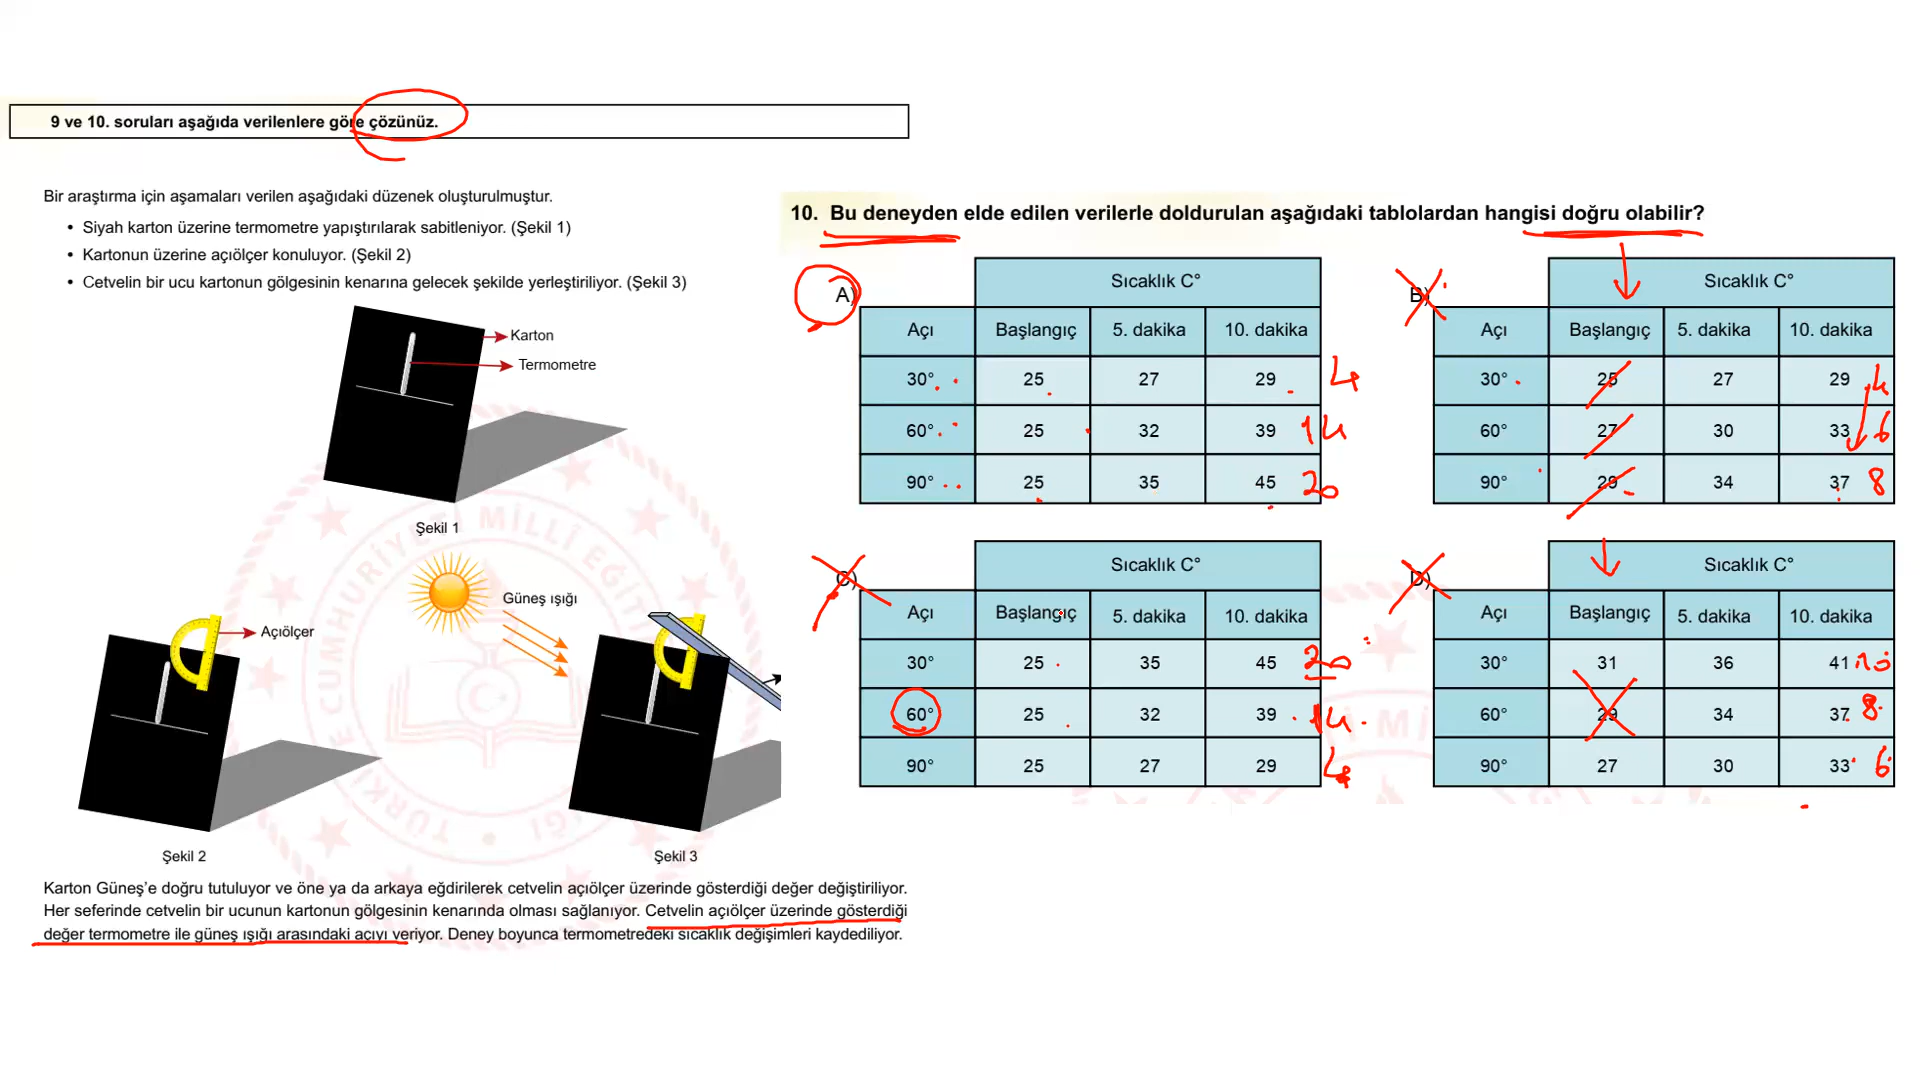 9 ve 10. soruları aşağıda verilenlere göre çözünüz.
Bir araştırma için aşamaları verilen aşağıdaki düzenek oluşturulmuştur.
• Siyah karton üzerine termometre yapıştırılarak sabitleniyor. (Şekil 1)
• Kartonun üzerine açıölçer konuluyor. (Şekil 2)
• Cetvelin bir ucu kartonun gölgesinin kenarına gelecek şekilde yerleştiriliyor. (Şekil 3)
Karton
Termometre
Şekil 1
Güneş ışığı
Açıölçer
Şekil 2
Şekil 3
Karton Güneş'e doğru tutuluyor ve öne ya da arkaya eğdirilerek cetvelin açıölçer üzerinde gösterdiği değer değiştiriliyor.
Her seferinde cetvelin bir ucunun kartonun gölgesinin kenarında olması sağlanıyor. Cetvelin açıölçer üzerinde gösterdiği
değer termometre ile güneş ışığı arasındaki açıyı veriyor. Deney boyunca termometredeki sıcaklık değişimleri kaydediliyor.
10. Bu deneyden elde edilen verilerle doldurulan aşağıdaki tablolardan hangisi doğru olabilir?
A)
Sıcaklık C°
Açı Başlangıç 5. dakika 10. dakika
30° 25 27 29 4
60° 25 32 39 14
90° 25 35 45 20
B)
Sıcaklık C°
Açı Başlangıç 5. dakika 10. dakika
30° 25 27 29 4
60° 27 30 33 6
90° 29 34 37 8
C)
Sıcaklık C°
Açı Başlangıç 5. dakika 10. dakika
30° 25 35 45 20
60° 25 32 39 14
90° 25 27 29 4
D)
Sıcaklık C°
Açı Başlangıç 5. dakika 10. dakika
30° 31 36 41 10
60° 29 34 37 8
90° 27 30 33 6